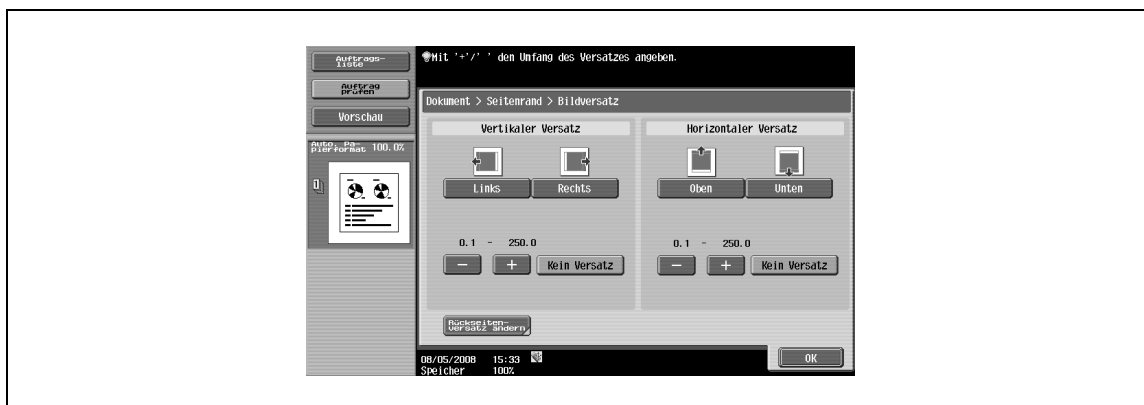 Auftrags-
liste
Auftrag
prüfen
Vorschau
Auto. Pa-
pierformat 100.0%
1
Mit '+'/' ' den Umfang des Versatzes angeben.
Dokument > Seitenrand > Bildversatz
Vertikaler Versatz
Links Rechts
0.1 - 250.0
− + Kein Versatz
Horizontaler Versatz
Oben Unten
0.1 - 250.0
− + Kein Versatz
Rückseiten-
versatz ändern
08/05/2008 15:33
Speicher 100%
OK